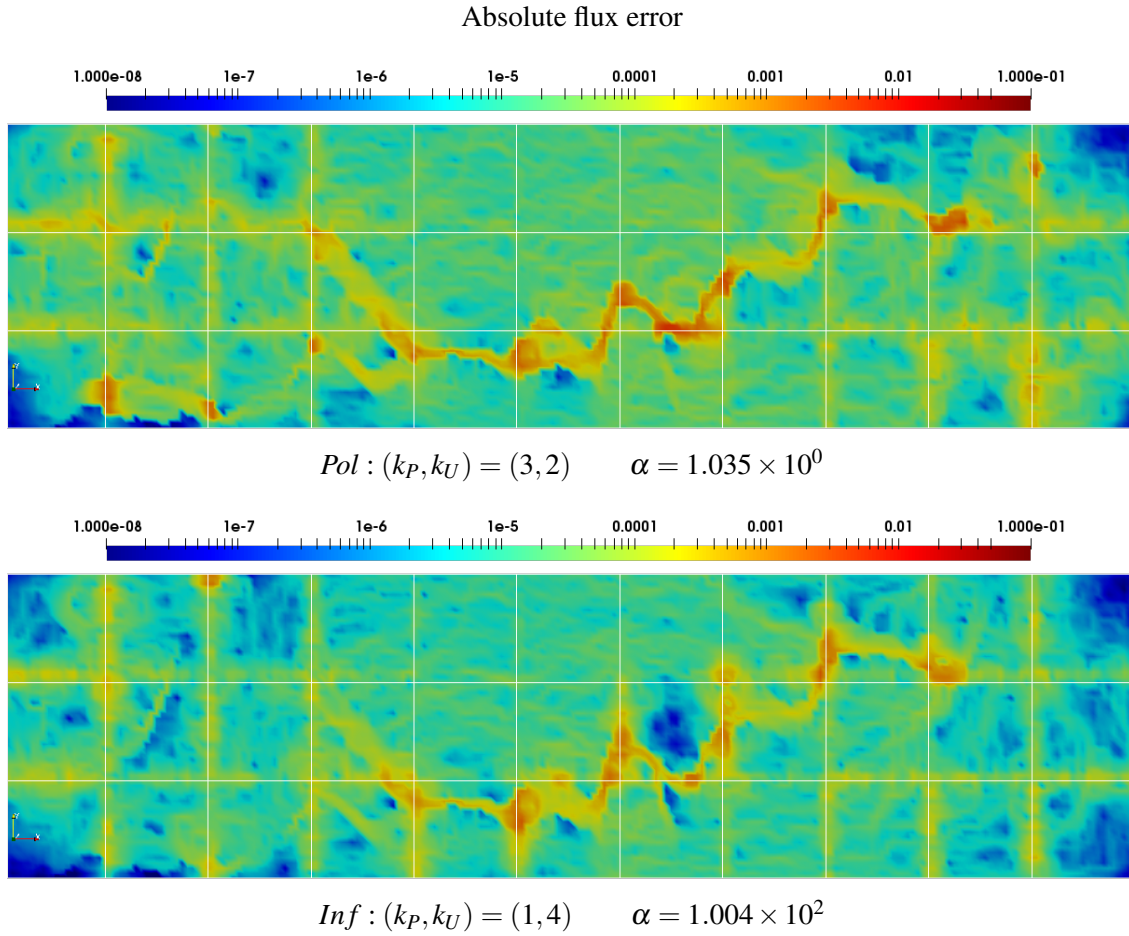 Absolute flux error
1.000e-08 1e-7 1e-6 1e-5 0.0001 0.001 0.01 1.000e-01
Pol : (k_P, k_U) = (3, 2) α = 1.035 × 10^0
1.000e-08 1e-7 1e-6 1e-5 0.0001 0.001 0.01 1.000e-01
Inf : (k_P, k_U) = (1, 4) α = 1.004 × 10^2